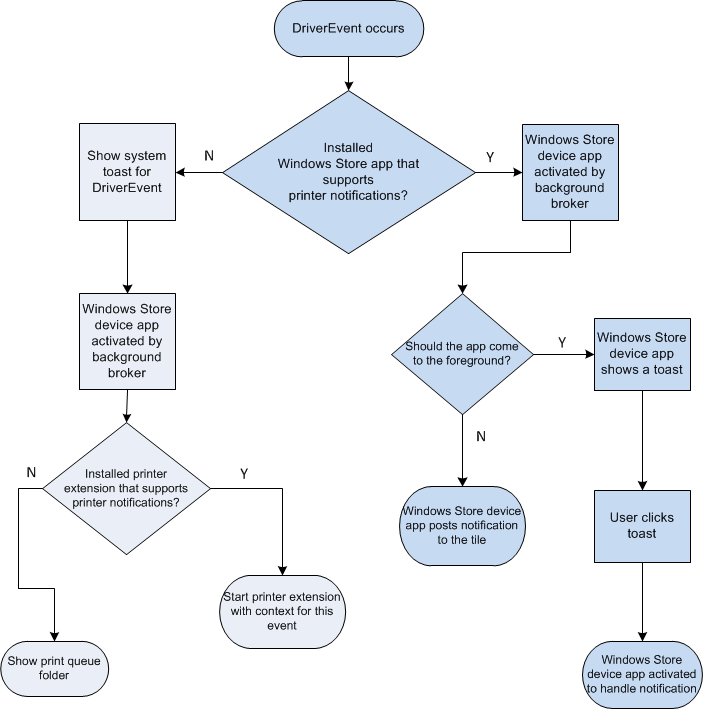 DriverEvent occurs
Installed
Windows Store app that
supports
printer notifications?
N
Y
Show system
toast for
DriverEvent
Windows Store
device app
activated by
background
broker
Windows Store
device app
activated by
background
broker
Should the app come
to the foreground?
Y
N
Windows Store
device app
shows a toast
Installed printer
extension that supports
printer notifications?
N
Y
Windows Store device
app posts notification
to the tile
User clicks
toast
Start printer extension
with context for this
event
Show print queue
folder
Windows Store
device app activated
to handle notification